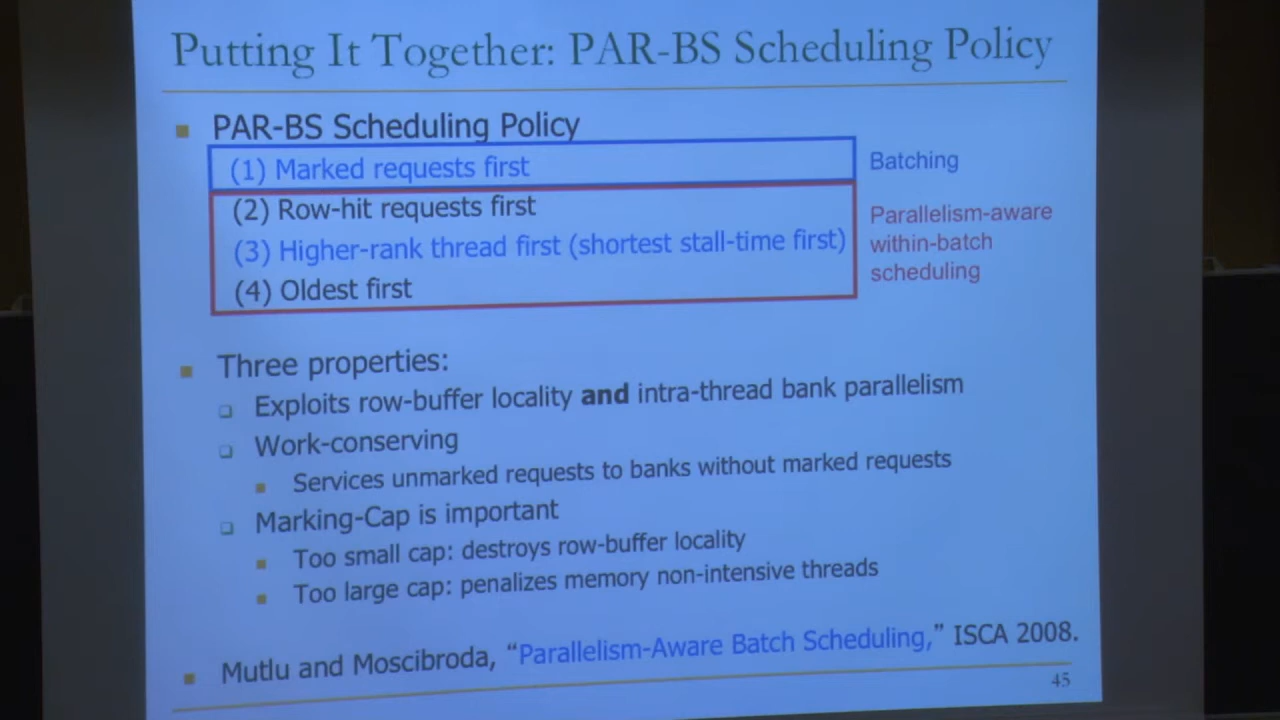 Putting It Together: PAR-BS Scheduling Policy
PAR-BS Scheduling Policy
(1) Marked requests first
Batching
(2) Row-hit requests first
(3) Higher-rank thread first (shortest stall-time first)
(4) Oldest first
Parallelism-aware
within-batch
scheduling
Three properties:
Exploits row-buffer locality and intra-thread bank parallelism
Work-conserving
Services unmarked requests to banks without marked requests
Marking-Cap is important
Too small cap: destroys row-buffer locality
Too large cap: penalizes memory non-intensive threads
Mutlu and Moscibroda, “Parallelism-Aware Batch Scheduling,” ISCA 2008.
45